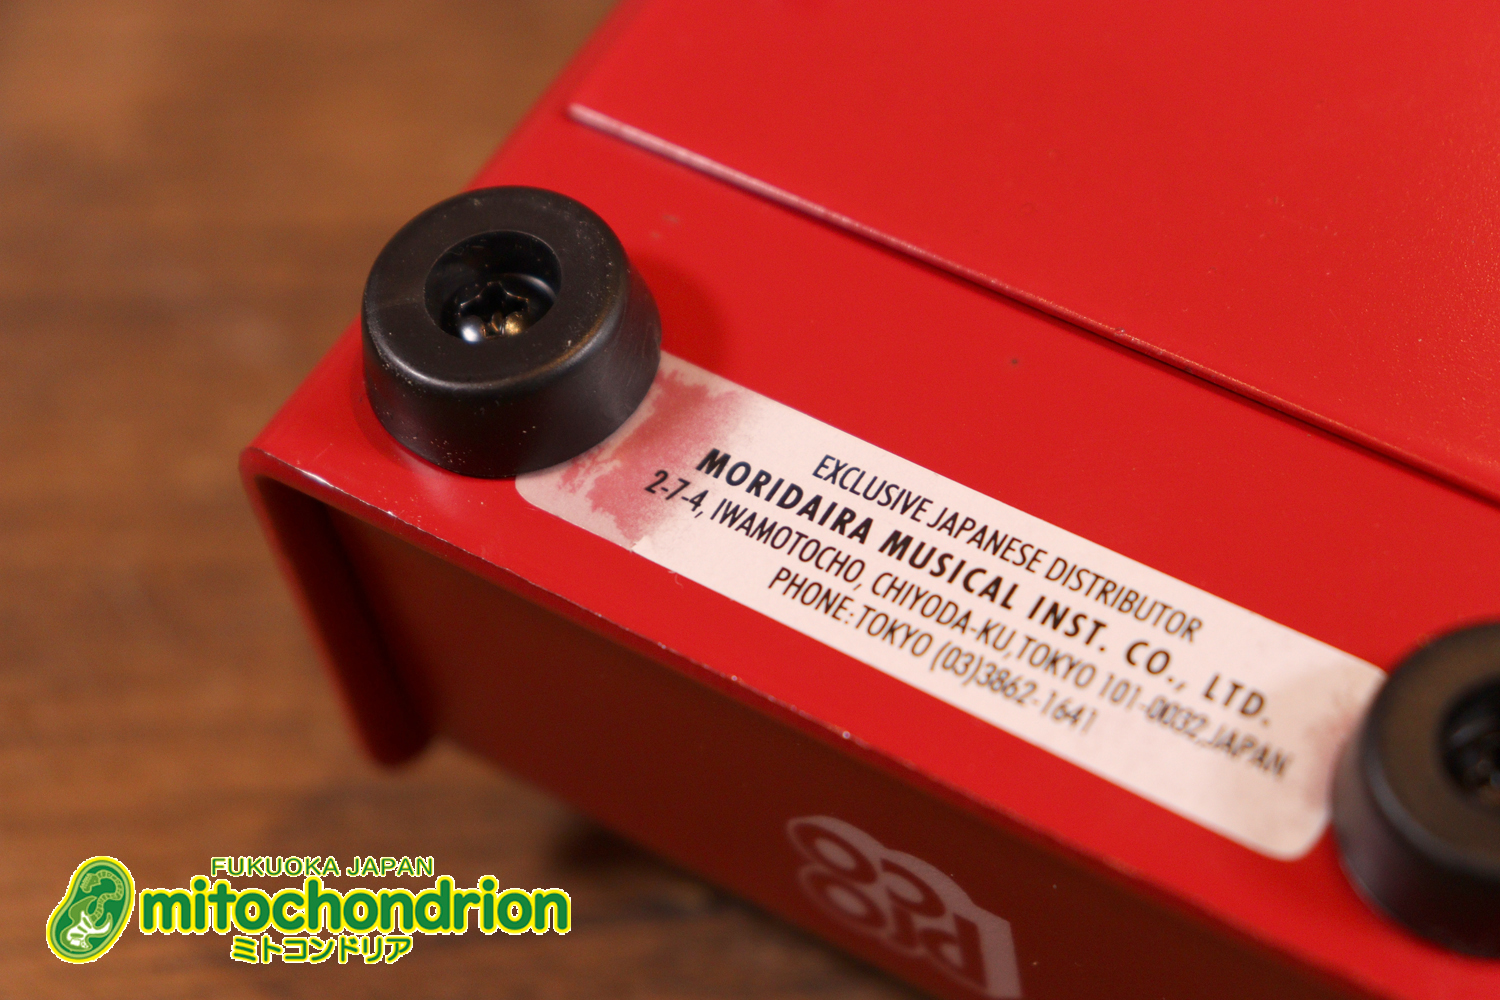 EXCLUSIVE JAPANESE DISTRIBUTOR
MORIDAIRA MUSICAL INST. CO., LTD.
2-7-4, IWAMOTOCHO, CHIYODA-KU,TOKYO 101-0032,JAPAN
PHONE:TOKYO (03)3862-1641
FUKUOKA JAPAN
mitochondrion
ミトコンドリア